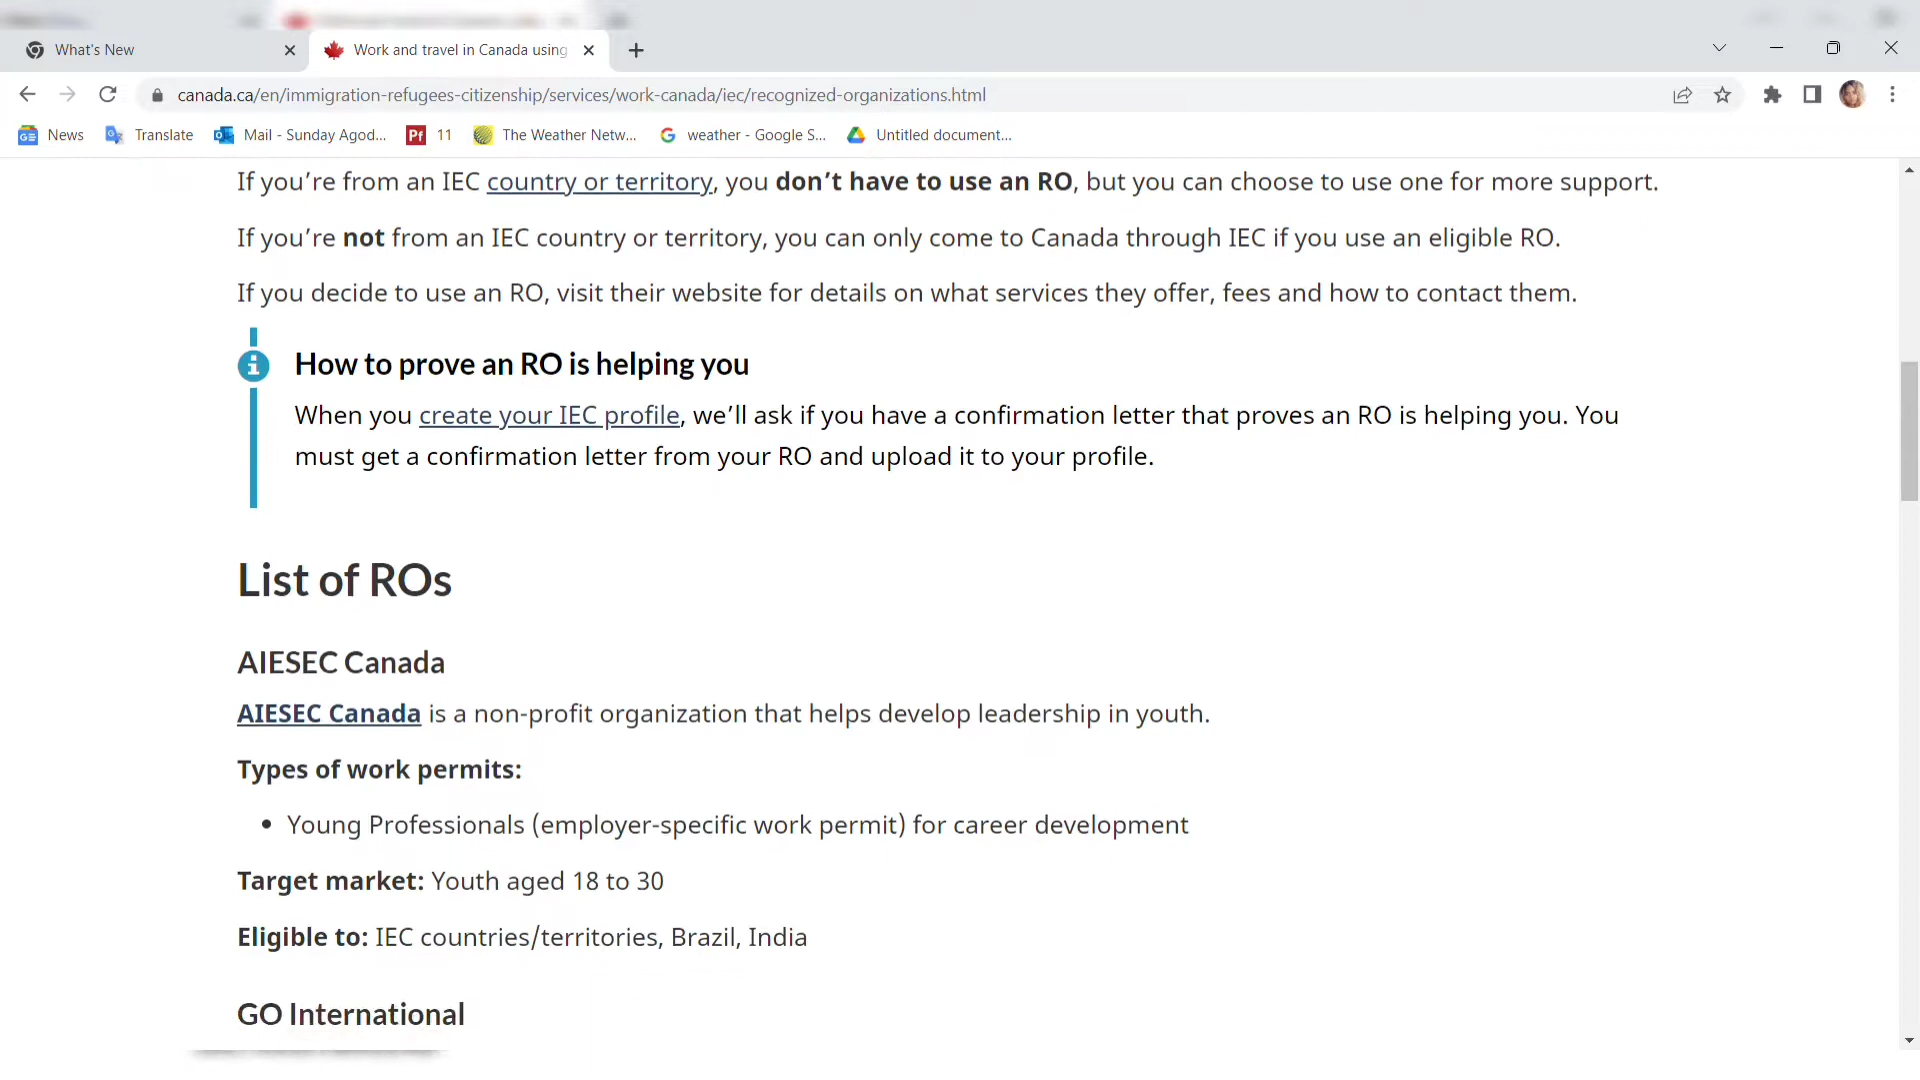 What's New
Work and travel in Canada using
canada.ca/en/immigration-refugees-citizenship/services/work-canada/iec/recognized-organizations.html
News
Translate
Mail - Sunday Agod...
Pf 11
The Weather Netw...
weather - Google S...
Untitled document...
If you’re from an IEC country or territory, you don’t have to use an RO, but you can choose to use one for more support.
If you’re not from an IEC country or territory, you can only come to Canada through IEC if you use an eligible RO.
If you decide to use an RO, visit their website for details on what services they offer, fees and how to contact them.
How to prove an RO is helping you
When you create your IEC profile, we’ll ask if you have a confirmation letter that proves an RO is helping you. You
must get a confirmation letter from your RO and upload it to your profile.
List of ROs
AIESEC Canada
AIESEC Canada is a non-profit organization that helps develop leadership in youth.
Types of work permits:
• Young Professionals (employer-specific work permit) for career development
Target market: Youth aged 18 to 30
Eligible to: IEC countries/territories, Brazil, India
GO International